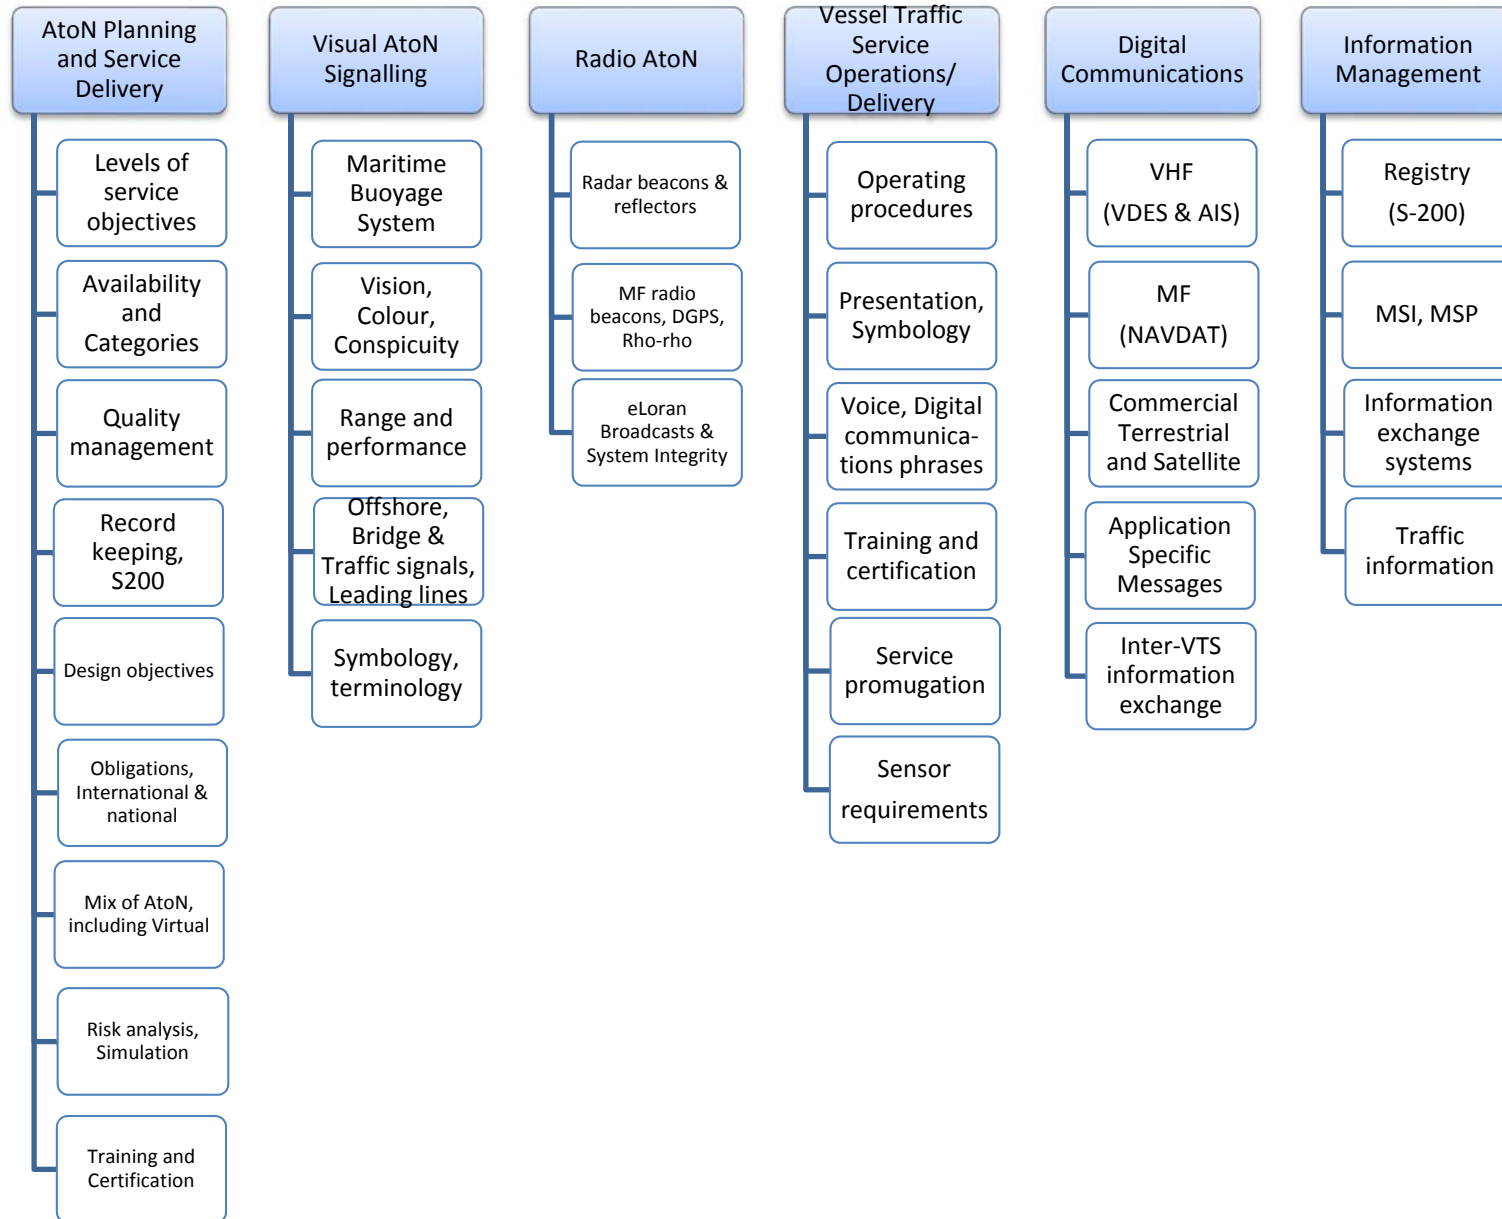 AtoN Planning
and Service
Delivery
Levels of
service
objectives
Availability
and
Categories
Quality
management
Record
keeping,
S200
Design objectives
Obligations,
International &
national
Mix of AtoN,
including Virtual
Risk analysis,
Simulation
Training and
Certification
Visual AtoN
Signalling
Maritime
Buoyage
System
Vision,
Colour,
Conspicuity
Range and
performance
Offshore,
Bridge &
Traffic signals,
Leading lines
Symbology,
terminology
Radio AtoN
Radar beacons &
reflectors
MF radio
beacons, DGPS,
Rho-rho
eLoran
Broadcasts &
System Integrity
Vessel Traffic
Service
Operations/
Delivery
Operating
procedures
Presentation,
Symbology
Voice, Digital
communica-
tions phrases
Training and
certification
Service
promugation
Sensor
requirements
Digital
Communications
VHF
(VDES & AIS)
MF
(NAVDAT)
Commercial
Terrestrial
and Satellite
Application
Specific
Messages
Inter-VTS
information
exchange
Information
Management
Registry
(S-200)
MSI, MSP
Information
exchange
systems
Traffic
information